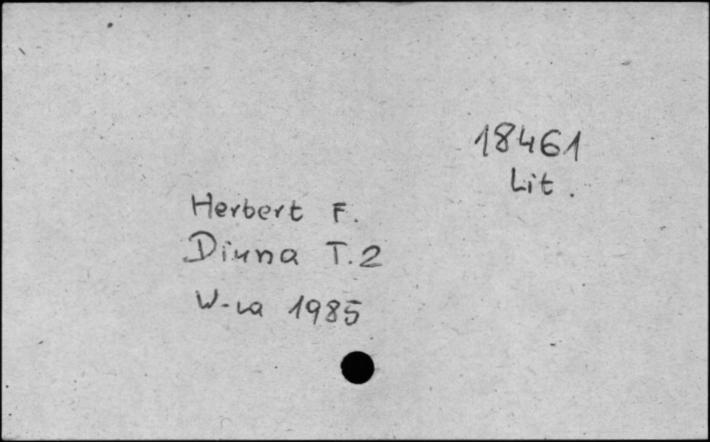 18461
Lit.
Herbert F.
Diuna T.2
W-wa 1985